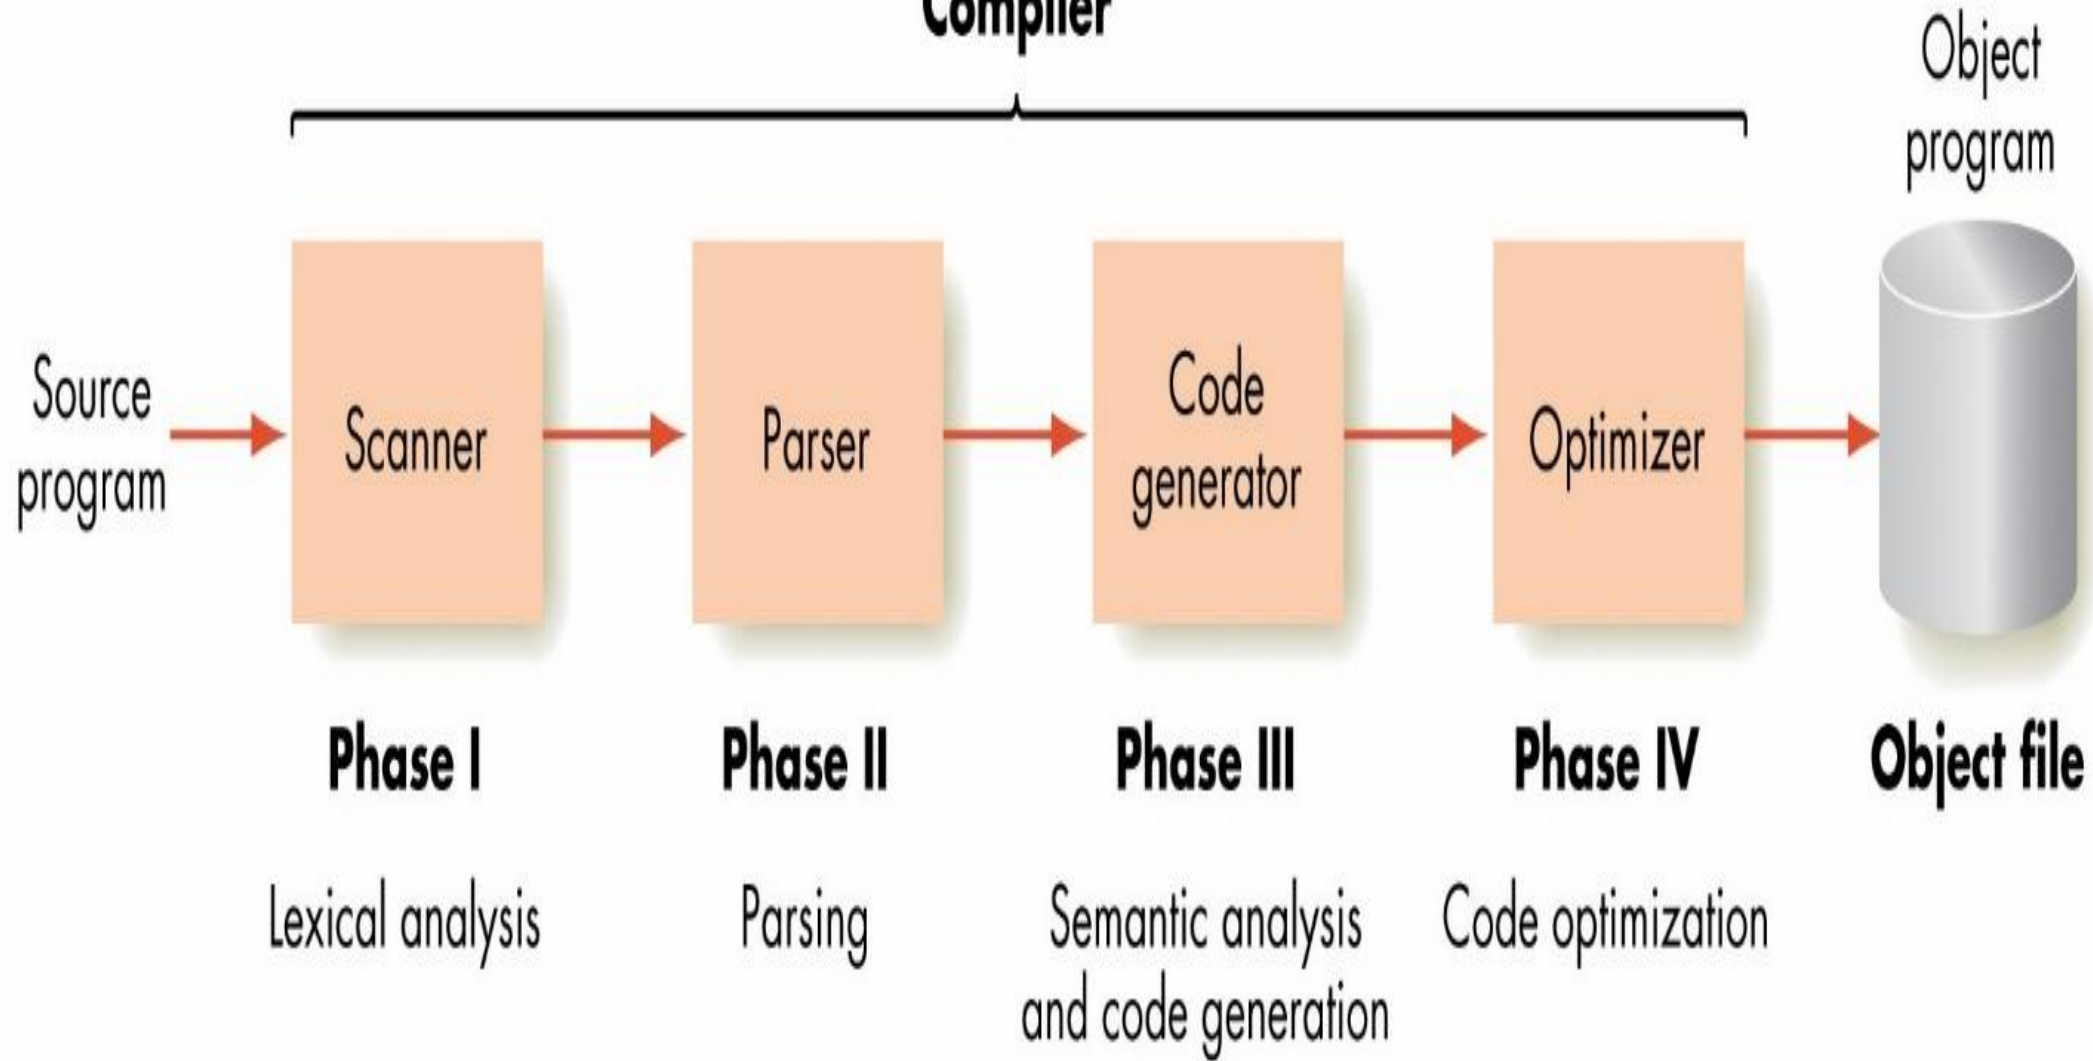 Compiler
Object
program
Source
program
Scanner
Parser
Code
generator
Optimizer
Phase I
Phase II
Phase III
Phase IV
Object file
Lexical analysis
Parsing
Semantic analysis
and code generation
Code optimization